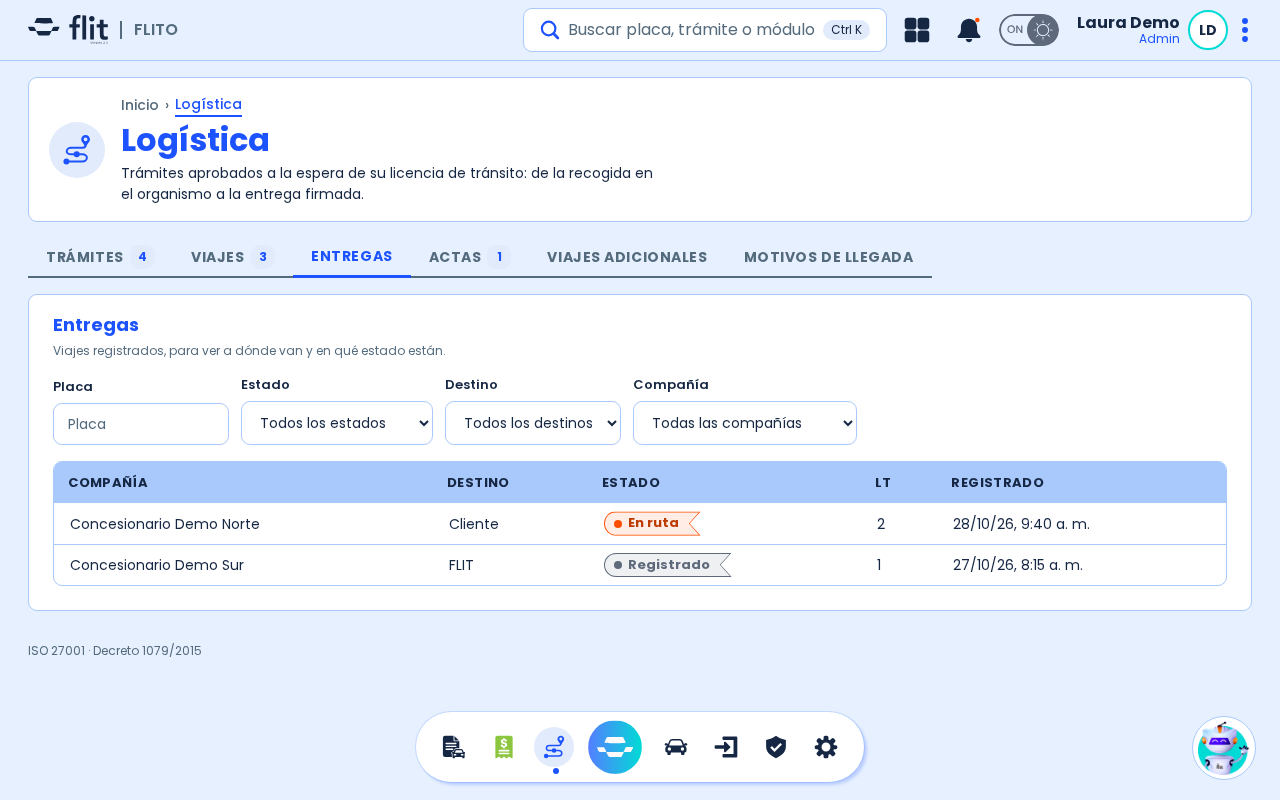 flit | FLITO
Buscar placa, trámite o módulo Ctrl K
ON
Laura Demo
Admin
LD
Inicio › Logística
Logística
Trámites aprobados a la espera de su licencia de tránsito: de la recogida en
el organismo a la entrega firmada.
TRÁMITES 4 VIAJES 3 ENTREGAS ACTAS 1 VIAJES ADICIONALES MOTIVOS DE LLEGADA
Entregas
Viajes registrados, para ver a dónde van y en qué estado están.
Placa Estado Destino Compañía
Placa Todos los estados Todos los destinos Todas las compañías
COMPAÑÍA DESTINO ESTADO LT REGISTRADO
Concesionario Demo Norte Cliente En ruta 2 28/10/26, 9:40 a. m.
Concesionario Demo Sur FLIT Registrado 1 27/10/26, 8:15 a. m.
ISO 27001 · Decreto 1079/2015